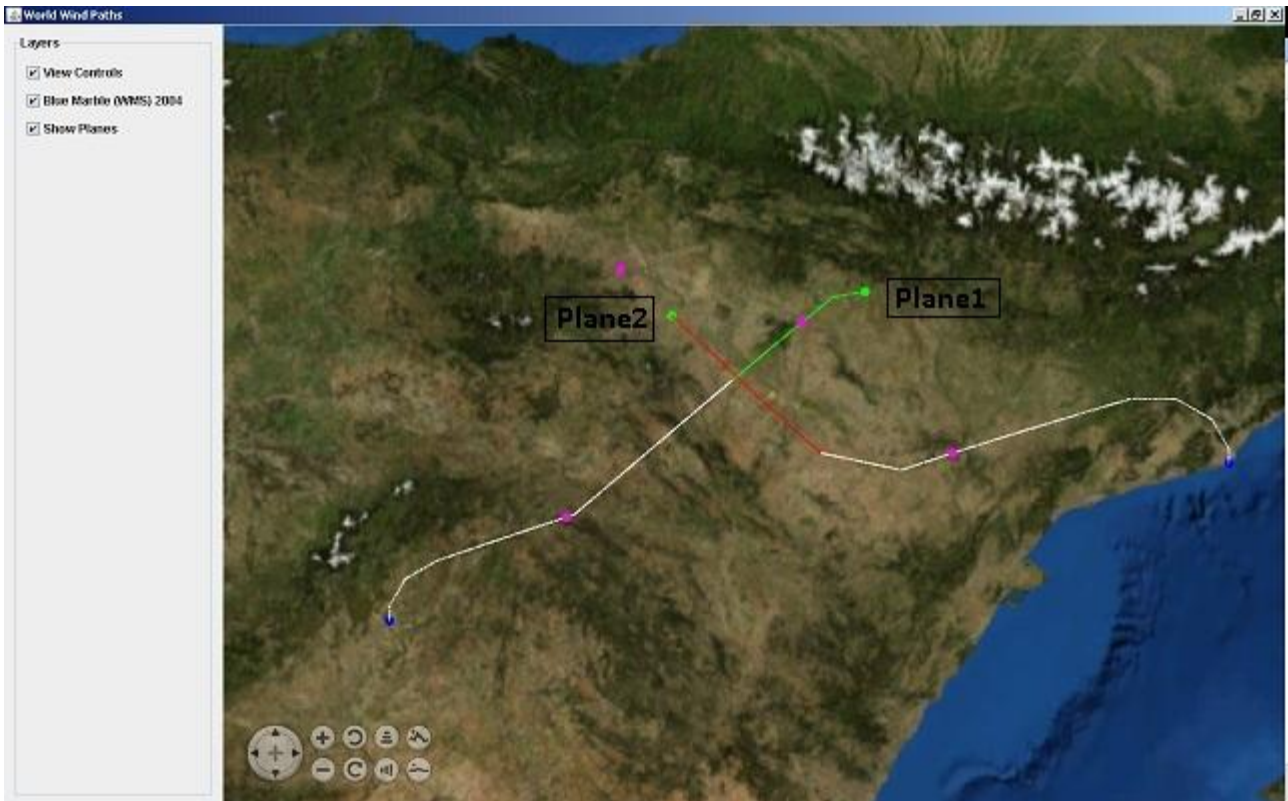 World Wind Paths
Layers
View Controls
Blue Marble (WMS) 2004
Show Planes
Plane1
Plane2